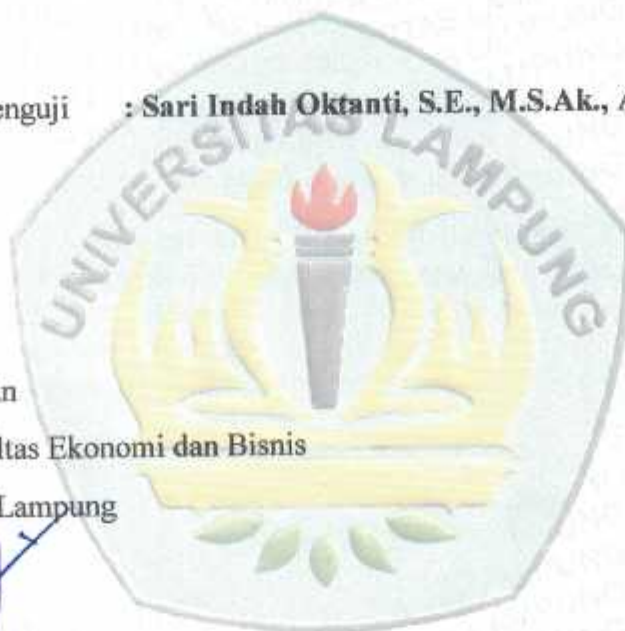 enguji : Sari Indah Oktanti, S.E., M.S.Ak., A
UNIVERSITAS LAMPUNG
n
ltas Ekonomi dan Bisnis
Lampung